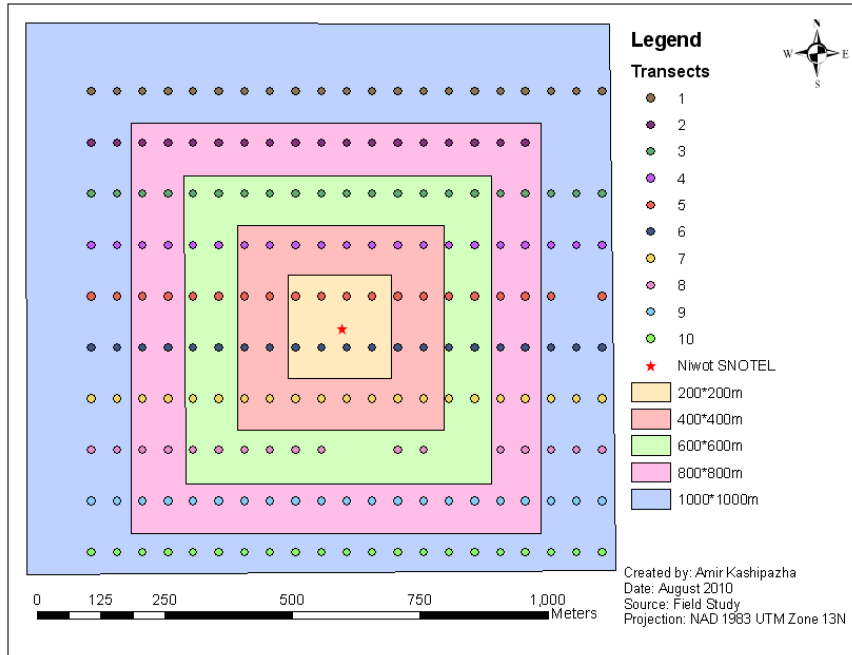 Legend
N
W E
S
Transects
1
2
3
4
5
6
7
8
9
10
Niwot SNOTEL
200*200m
400*400m
600*600m
800*800m
1000*1000m
Created by: Amir Kashipazha
Date: August 2010
Source: Field Study
Projection: NAD 1983 UTM Zone 13N
0 125 250 500 750 1,000
Meters